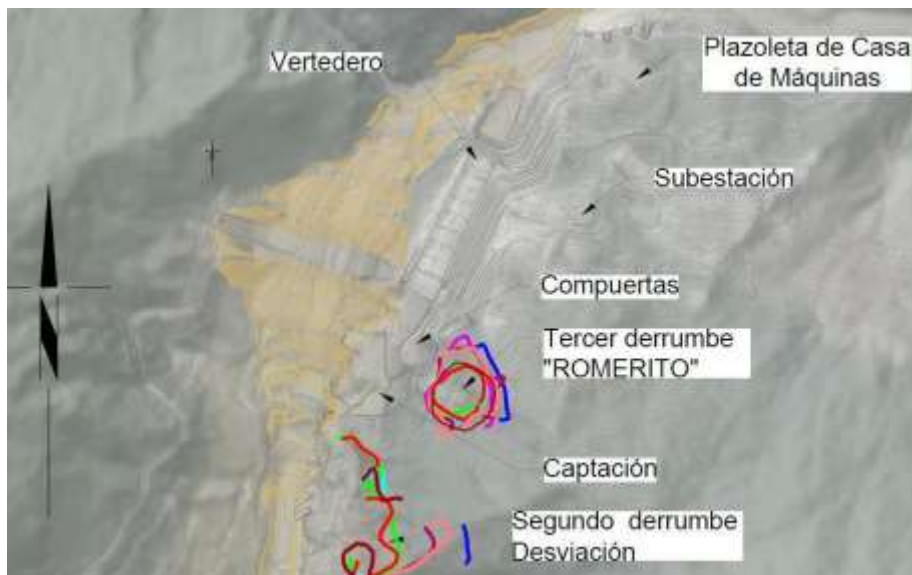 Plazoleta de Casa
de Máquinas
Vertedero
Subestación
Compuertas
Tercer derrumbe
"ROMERITO"
Captación
Segundo derrumbe
Desviación
N